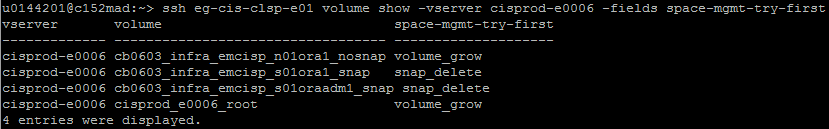 u0144201@c152mad:~> ssh eg-cis-clsp-e01 volume show -vserver cisprod-e0006 -fields space-mgmt-try-first
vserver       volume                             space-mgmt-try-first
------------- ---------------------------------- --------------------
cisprod-e0006 cb0603_infra_emcisp_n01ora1_nosnap volume_grow
cisprod-e0006 cb0603_infra_emcisp_s01ora1_snap   snap_delete
cisprod-e0006 cb0603_infra_emcisp_s01oraadm1_snap snap_delete
cisprod-e0006 cisprod_e0006_root                 volume_grow
4 entries were displayed.